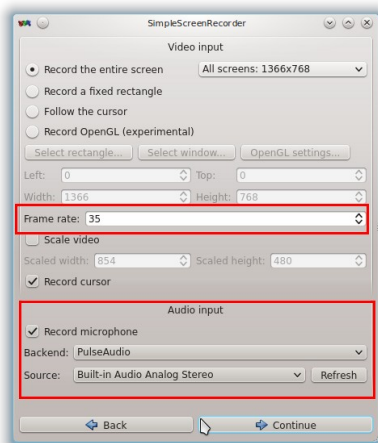 SimpleScreenRecorder
Video input
Record the entire screen All screens: 1366x768
Record a fixed rectangle
Follow the cursor
Record OpenGL (experimental)
Select rectangle... Select window... OpenGL settings...
Left: 0 Top: 0
Width: 1366 Height: 768
Frame rate: 35
Scale video
Scaled width: 854 Scaled height: 480
Record cursor
Audio input
Record microphone
Backend: PulseAudio
Source: Built-in Audio Analog Stereo Refresh
Back Continue